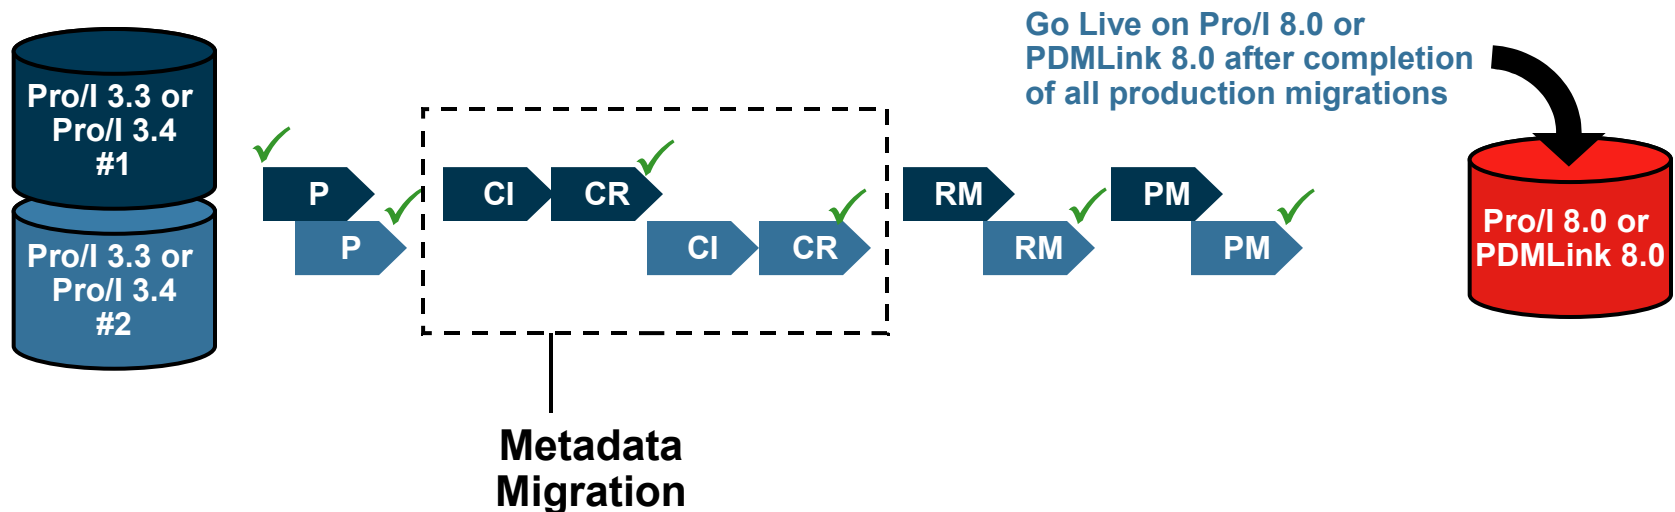 Go Live on Pro/I 8.0 or
PDMLink 8.0 after completion
of all production migrations
Pro/I 3.3 or
Pro/I 3.4
#1
Pro/I 3.3 or
Pro/I 3.4
#2
P
P
CI
CR
CI
CR
RM
RM
PM
PM
Pro/I 8.0 or
PDMLink 8.0
Metadata
Migration